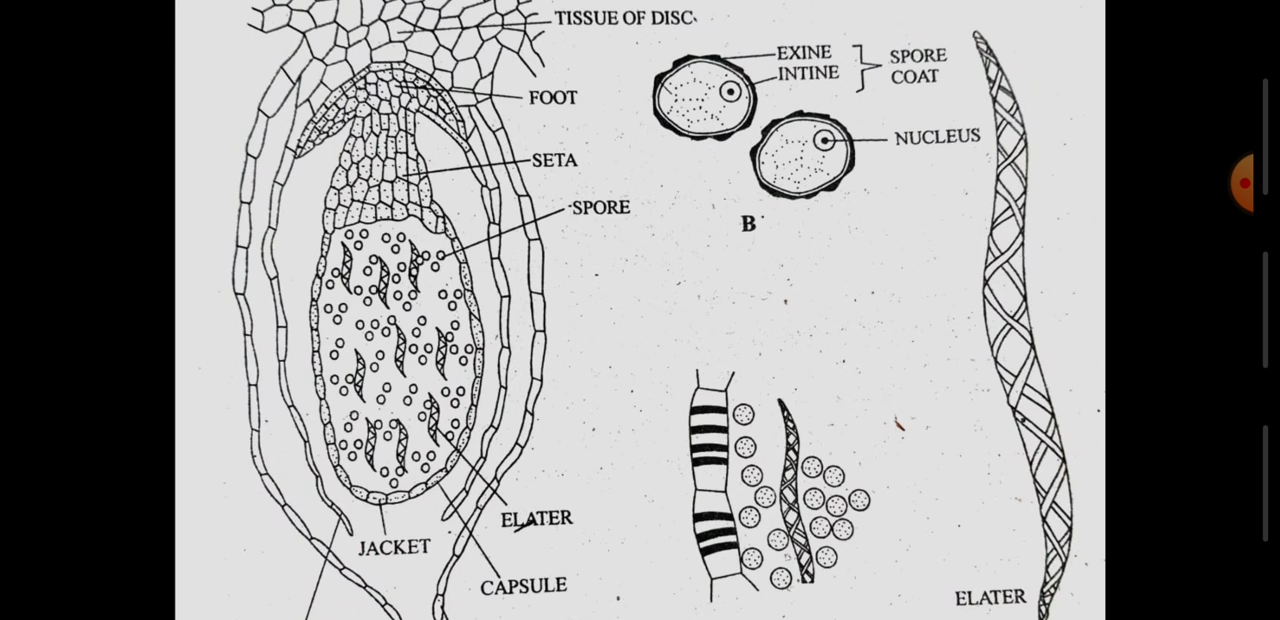 TISSUE OF DISC
FOOT
SETA
SPORE
ELATER
JACKET
CAPSULE
EXINE
INTINE
SPORE
COAT
NUCLEUS
B
ELATER